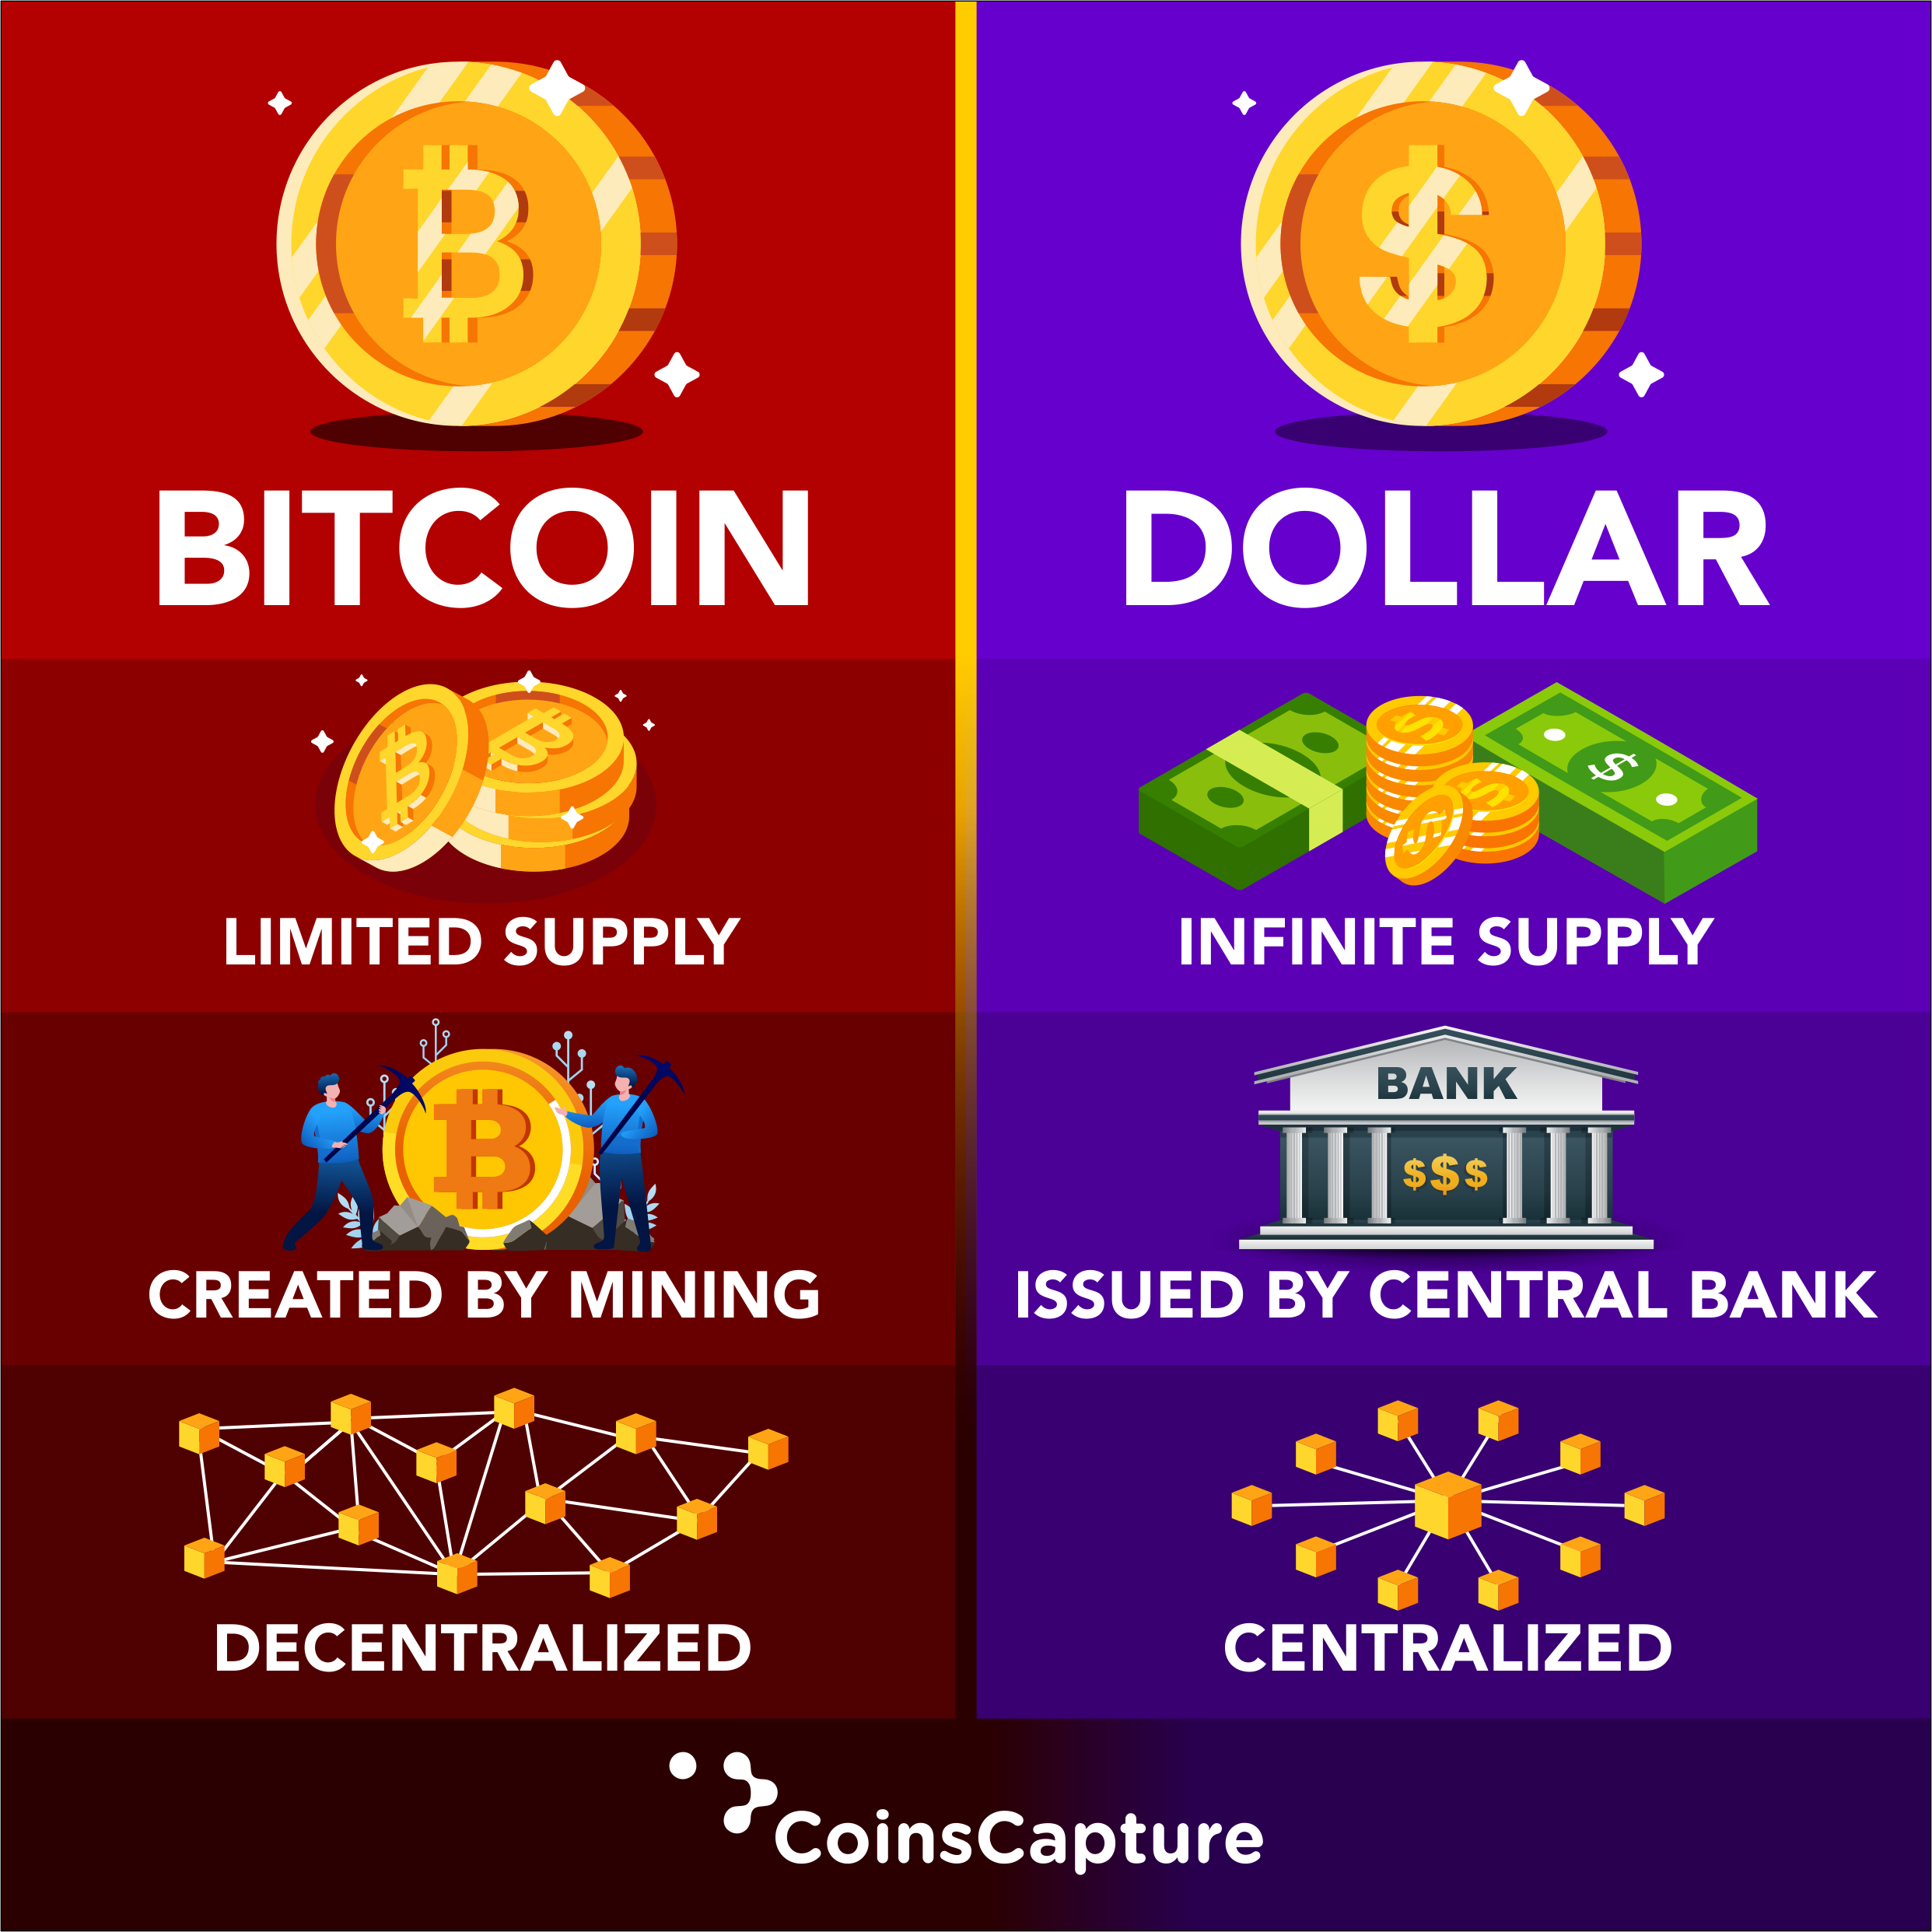 BITCOIN
DOLLAR
LIMITED SUPPLY
INFINITE SUPPLY
BANK
$$$
CREATED BY MINING
ISSUED BY CENTRAL BANK
DECENTRALIZED
CENTRALIZED
CoinsCapture